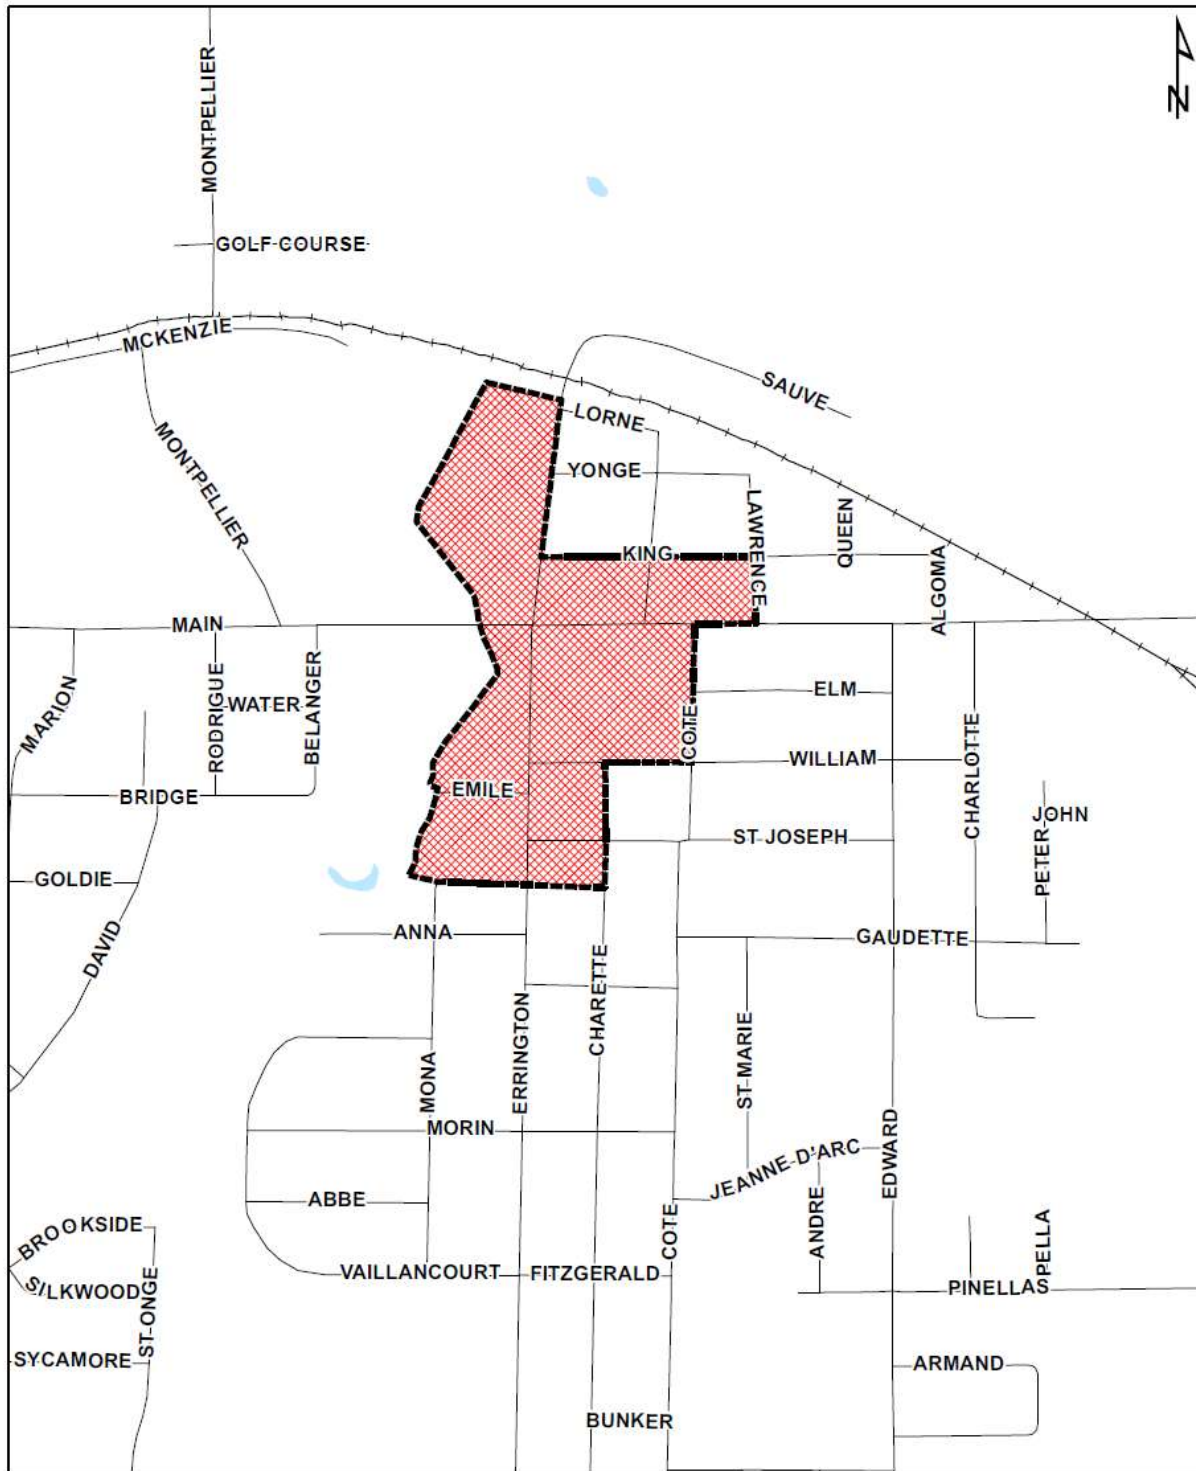 MONTPELLIER
N
GOLF COURSE
MCKENZIE
SAUVE
LORNE
MONTPELLIER
YONGE
LAWRENCE
QUEEN
KING
ALGOMA
MAIN
MARION
RODRIGUE
WATER
BELANGER
ELM
COTE
WILLIAM
CHARLOTTE
BRIDGE
EMILE
JOHN
PETER
ST JOSEPH
GOLDIE
DAVID
ANNA
GAUDETTE
CHARETTE
ERRINGTON
ST MARIE
MONA
MORIN
EDWARD
JEANNE D'ARC
ABBE
ANDRE
COTE
PELLA
BROOKSIDE
SILKWOOD
ST ONGE
VAILLANCOURT
FITZGERALD
PINELLAS
SYCAMORE
ARMAND
BUNKER